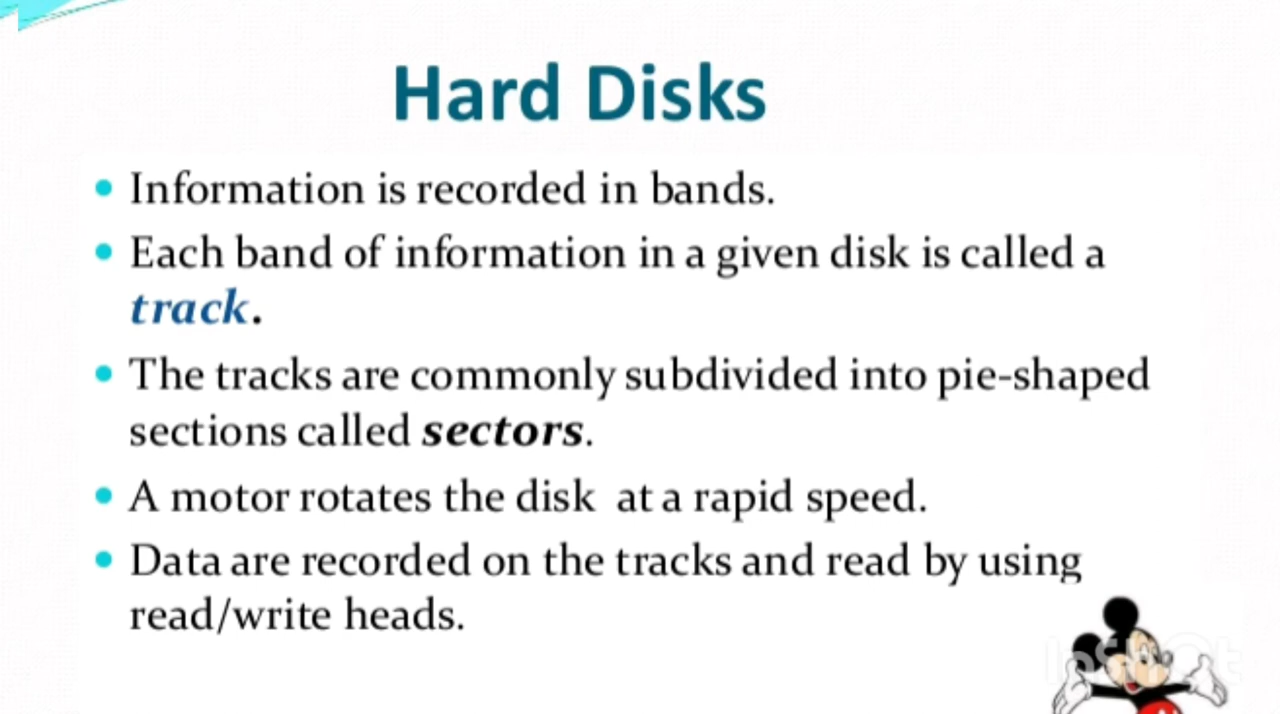 Hard Disks
Information is recorded in bands.
Each band of information in a given disk is called a
track.
The tracks are commonly subdivided into pie-shaped
sections called sectors.
A motor rotates the disk at a rapid speed.
Data are recorded on the tracks and read by using
read/write heads.
InShOt